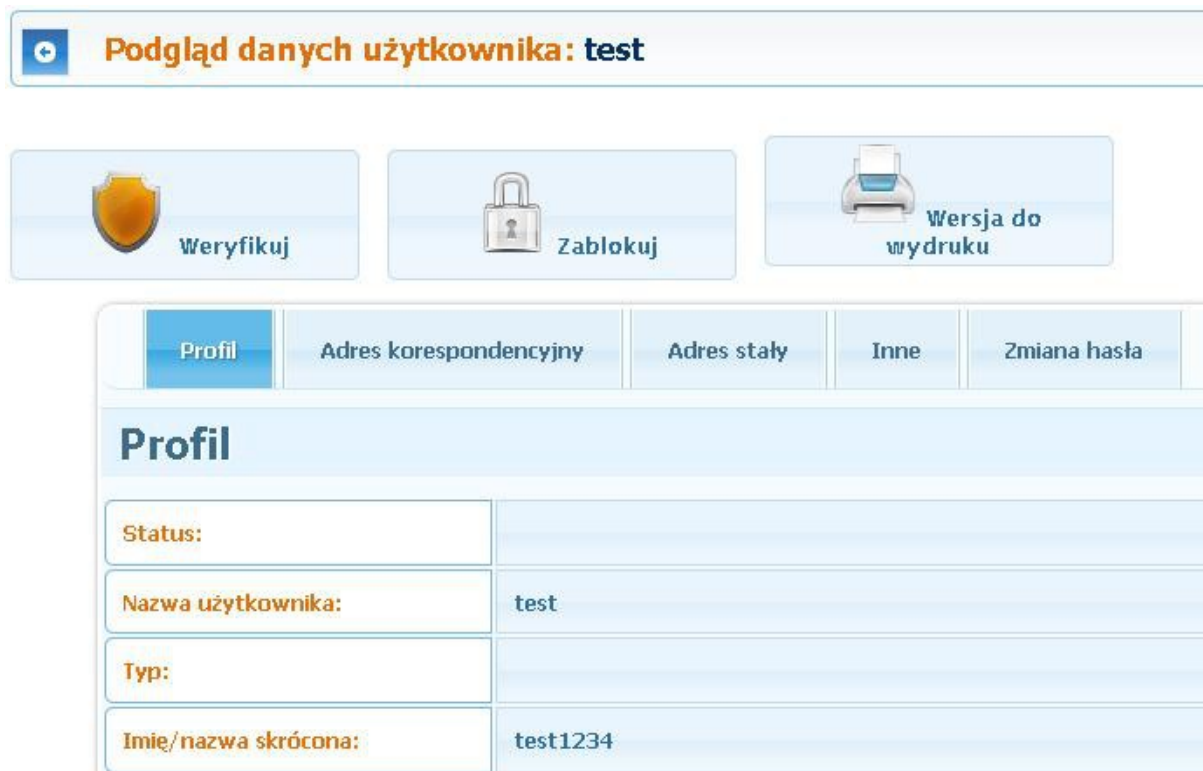 Podgląd danych użytkownika: test
Weryfikuj
Zablokuj
Wersja do
wydruku
Profil
Adres korespondencyjny
Adres stały
Inne
Zmiana hasła
Profil
Status:
Nazwa użytkownika: test
Typ:
Imię/nazwa skrócona: test1234